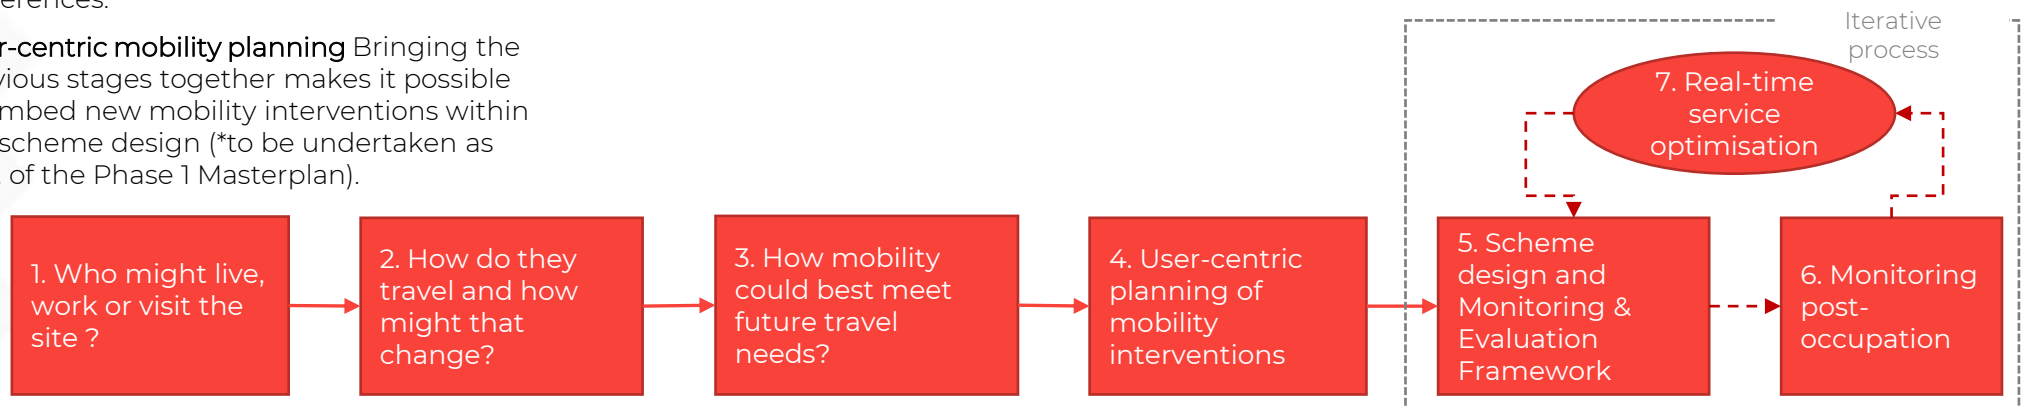 erences.
r-centric mobility planning Bringing the
vious stages together makes it possible
mbed new mobility interventions within
scheme design (*to be undertaken as
of the Phase 1 Masterplan).
Iterative
process
7. Real-time
service
optimisation
1. Who might live,
work or visit the
site ?
2. How do they
travel and how
might that
change?
3. How mobility
could best meet
future travel
needs?
4. User-centric
planning of
mobility
interventions
5. Scheme
design and
Monitoring &
Evaluation
Framework
6. Monitoring
post-
occupation